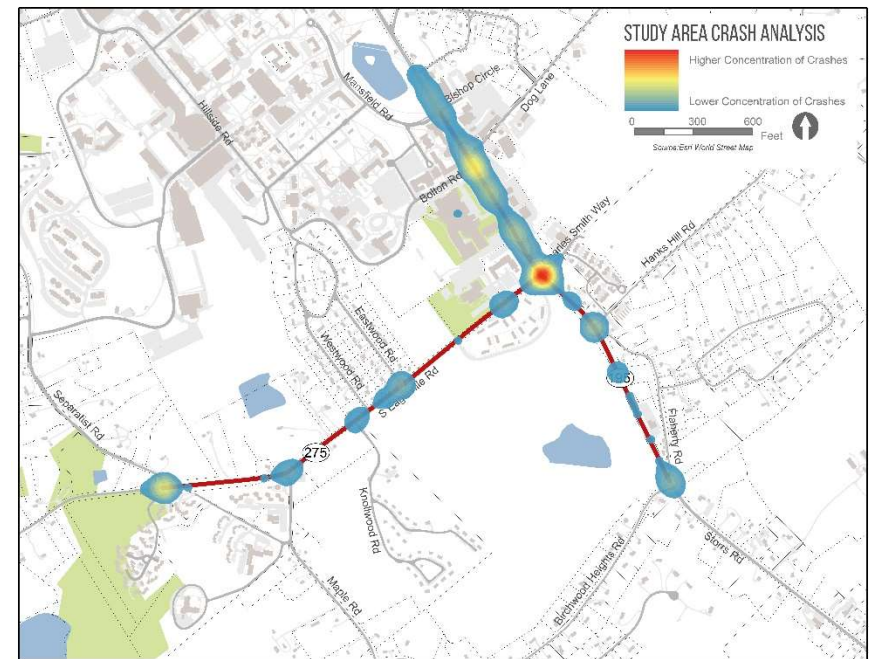 STUDY AREA CRASH ANALYSIS
Higher Concentration of Crashes
Lower Concentration of Crashes
0 300 600
Feet
Source:Esri World Street Map
Bishop Circle
Mansfield Rd
Dog Lane
Hillside Rd
Bolton Rd
Smith Way
Hanks Hill Rd
Eastwood Rd
Westwood Rd
Separatist Rd
195
Flaherty Rd
275
Knollwood Rd
Storrs Rd
Birchwood Heights Rd
Maple Rd